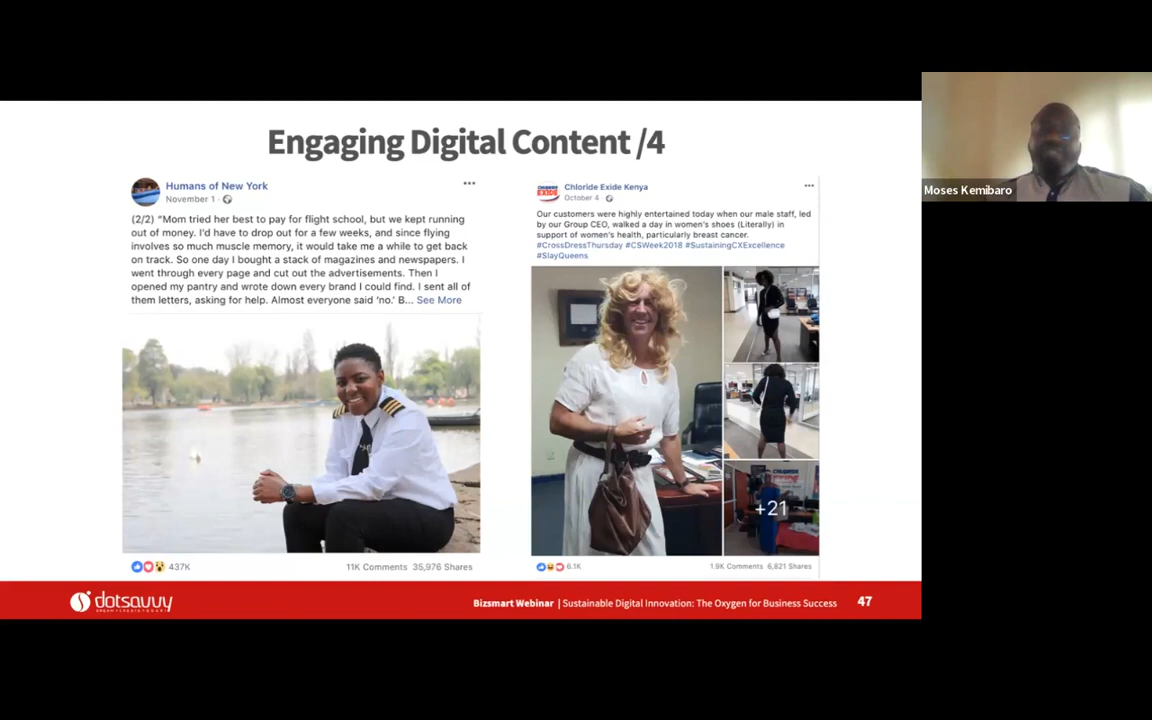 Engaging Digital Content /4
Humans of New York
November 1 ·
(2/2) “Mom tried her best to pay for flight school, but we kept running
out of money. I'd have to drop out for a few weeks, and since flying
involves so much muscle memory, it would take me a while to get back
on track. So one day I bought a stack of magazines and newspapers. I
went through every page and cut out the advertisements. Then I
opened my pantry and wrote down every brand I could find. I sent all of
them letters, asking for help. Almost everyone said ‘no.’ B... See More
437K
11K Comments 35,976 Shares
CHLORIDE
EXIDE
Chloride Exide Kenya
October 4 ·
Our customers were highly entertained today when our male staff, led
by our Group CEO, walked a day in women's shoes (Literally) in
support of women's health, particularly breast cancer.
#CrossDressThursday #CSWeek2018 #SustainingCXExcellence
#SlayQueens
CHLORIDE
EXIDE
+21
6.1K
1.9K Comments 6,821 Shares
Moses Kemibaro
dotsavvy
Bizsmart Webinar | Sustainable Digital Innovation: The Oxygen for Business Success
47